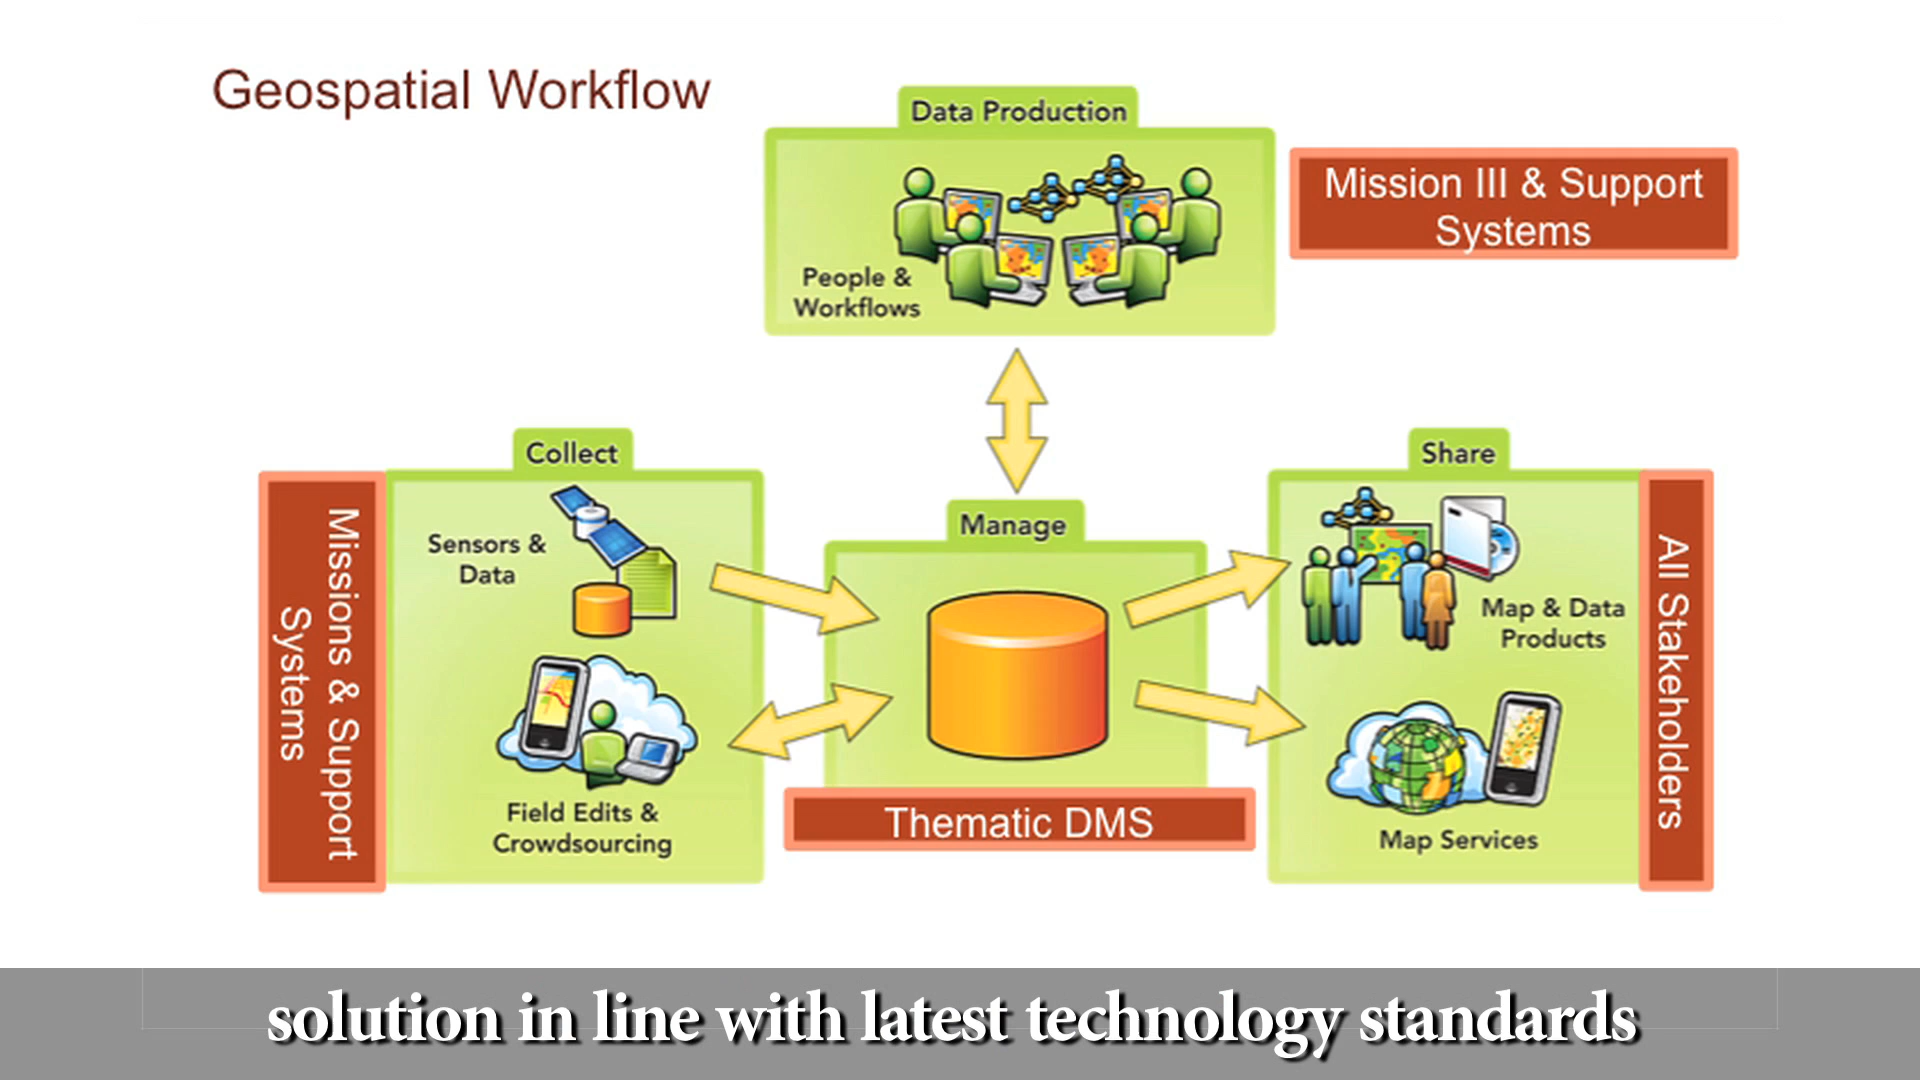 Geospatial Workflow
Data Production
People &
Workflows
Mission III & Support
Systems
Collect
Sensors &
Data
Field Edits &
Crowdsourcing
Missions & Support
Systems
Manage
Thematic DMS
Share
Map & Data
Products
Map Services
All Stakeholders
solution in line with latest technology standards